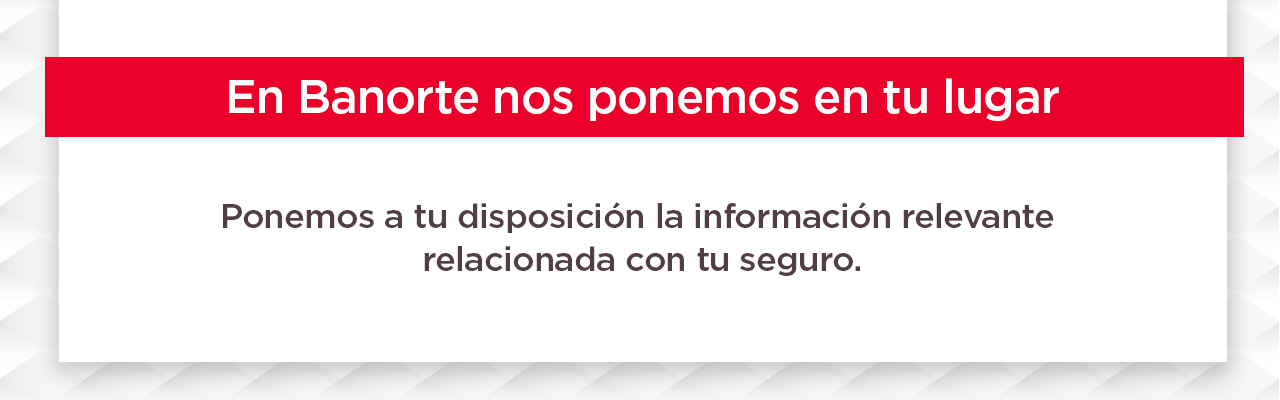 En Banorte nos ponemos en tu lugar
Ponemos a tu disposición la información relevante
relacionada con tu seguro.